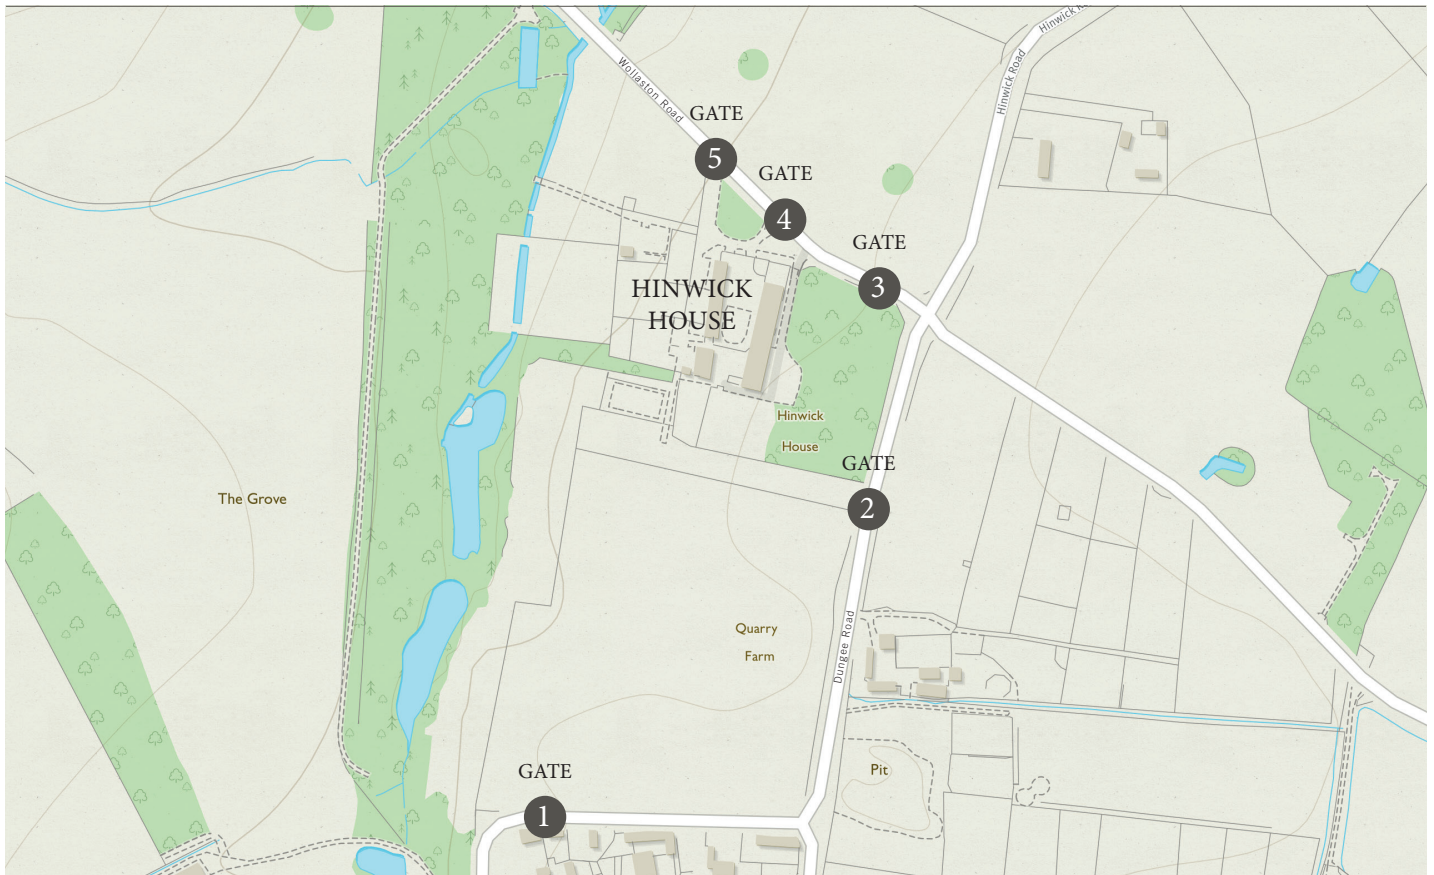 Hinwick R
Hinwick Road
Wollaston Road
GATE
5
GATE
4
GATE
3
HINWICK
HOUSE
Hinwick
House
GATE
2
The Grove
Quarry
Farm
Dungee Road
Pit
GATE
1